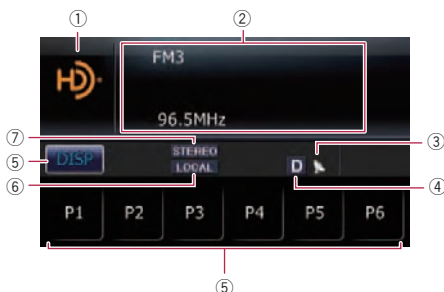 ① ②
HD FM3
96.5MHz
⑦ STEREO ③
⑤ DISP LOCAL D
⑥ ④
P1 P2 P3 P4 P5 P6
⑤